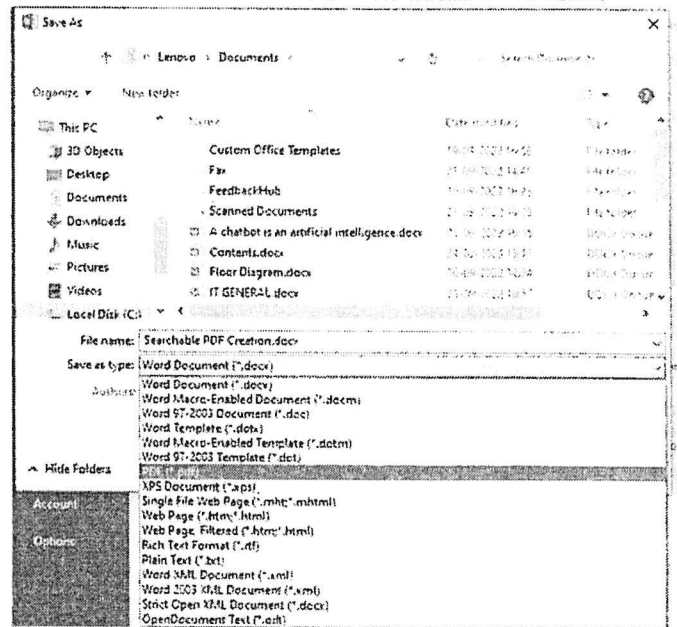 Save As
Lenovo > Documents
Organize ▾ New folder
This PC
3D Objects
Desktop
Documents
Downloads
Music
Pictures
Videos
Local Disk (C:)
Name Date modified Type
Custom Office Templates
Fax
FeedbackHub
Scanned Documents
A chatbot is an artificial intelligence.docx
Contents.docx
Floor Diagram.docx
IT GENERAL.docx
File name: Searchable PDF Creation.docx
Save as type: Word Document (*.docx)
Authors:
Word Document (*.docx)
Word Macro-Enabled Document (*.docm)
Word 97-2003 Document (*.doc)
Word Template (*.dotx)
Word Macro-Enabled Template (*.dotm)
Word 97-2003 Template (*.dot)
PDF (*.pdf)
XPS Document (*.xps)
Single File Web Page (*.mht;*.mhtml)
Web Page (*.htm;*.html)
Web Page, Filtered (*.htm;*.html)
Rich Text Format (*.rtf)
Plain Text (*.txt)
Word XML Document (*.xml)
Word 2003 XML Document (*.xml)
Strict Open XML Document (*.docx)
OpenDocument Text (*.odt)
Hide Folders
Account
Options